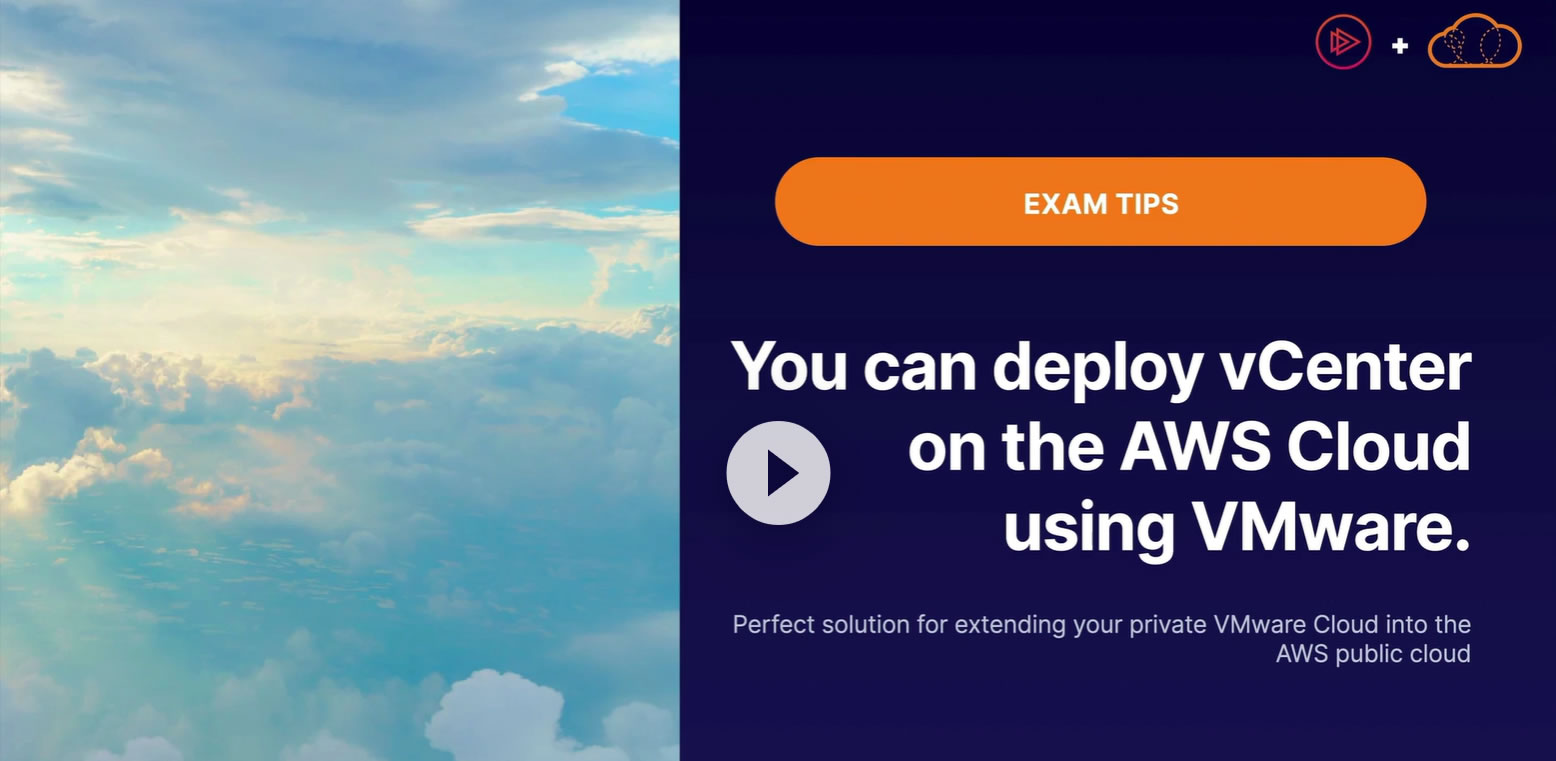 +
EXAM TIPS
You can deploy vCenter
on the AWS Cloud
using VMware.
Perfect solution for extending your private VMware Cloud into the
AWS public cloud